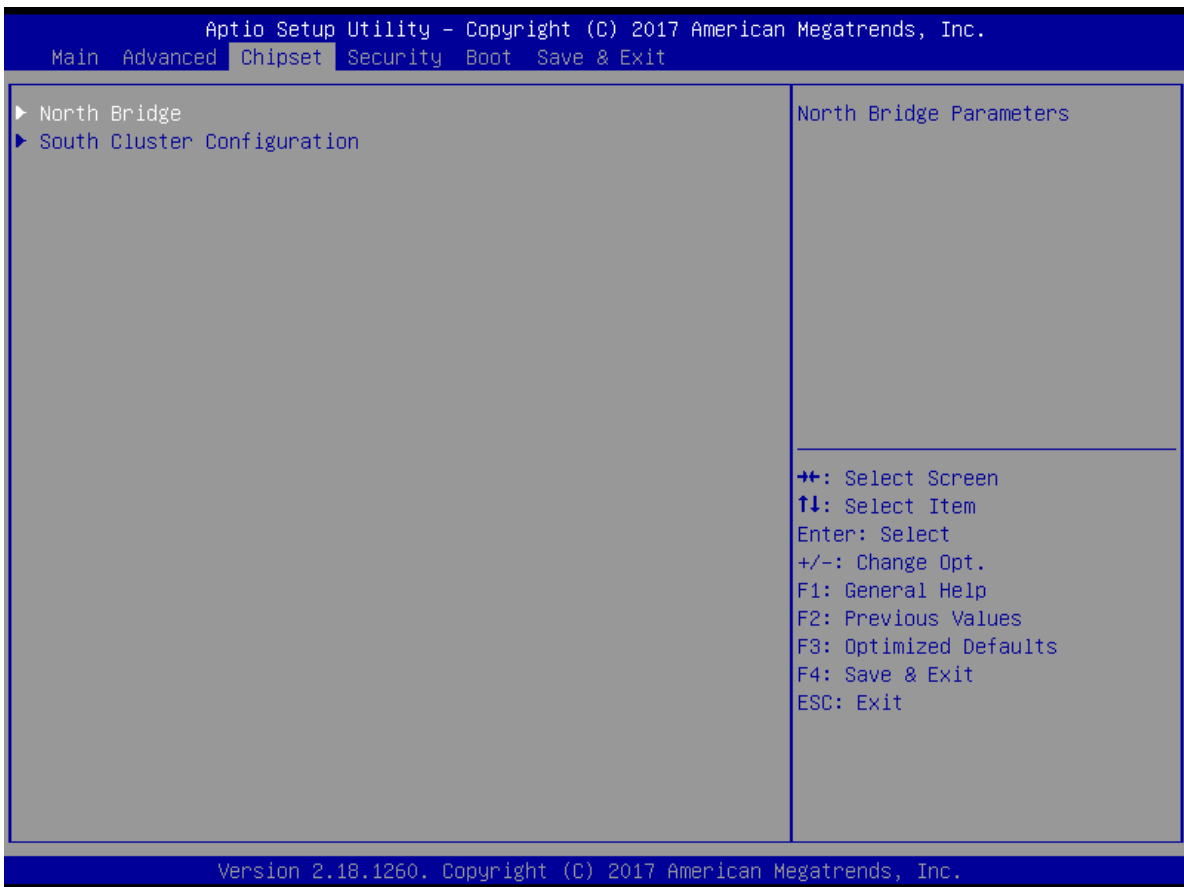 Aptio Setup Utility – Copyright (C) 2017 American Megatrends, Inc.
Main Advanced Chipset Security Boot Save & Exit
► North Bridge
► South Cluster Configuration
North Bridge Parameters
→←: Select Screen
↑↓: Select Item
Enter: Select
+/-: Change Opt.
F1: General Help
F2: Previous Values
F3: Optimized Defaults
F4: Save & Exit
ESC: Exit
Version 2.18.1260. Copyright (C) 2017 American Megatrends, Inc.